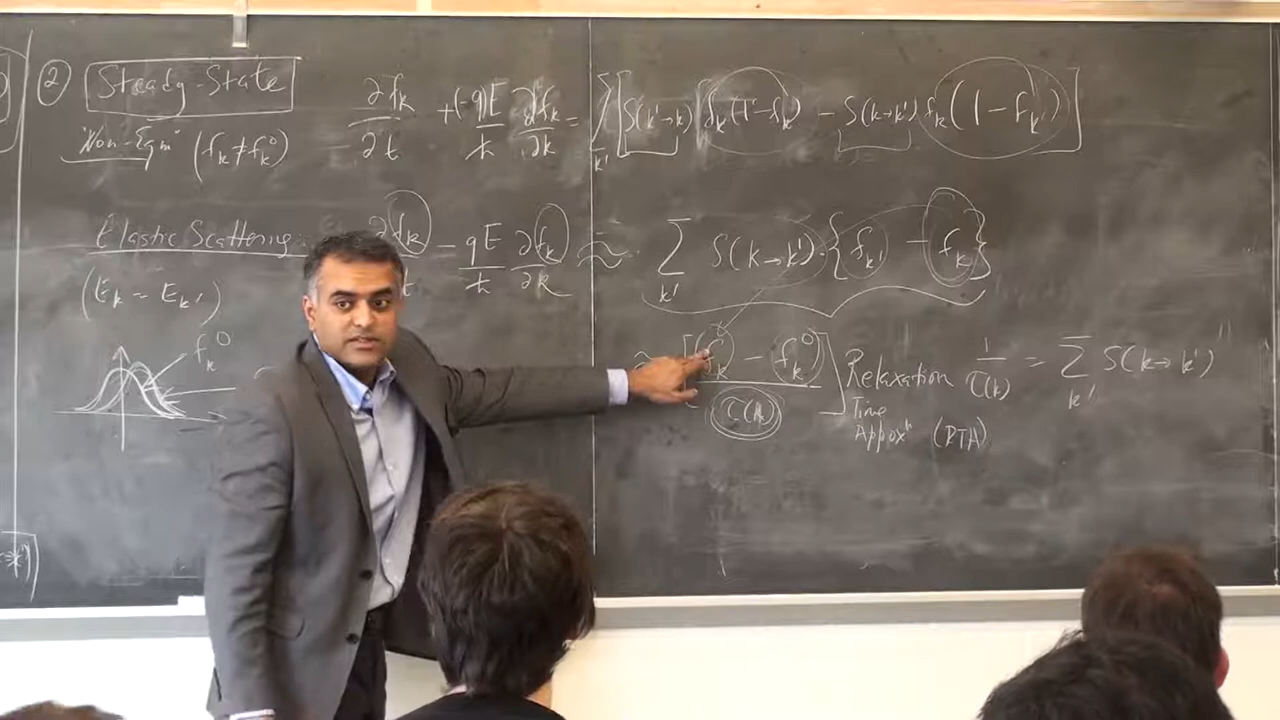 ② Steady-State
"Non-Eqm" (f_k ≠ f_k^0)
∂f_k/∂t + (-q)E/ħ ∂f_k/∂k = Σ_k' [S(k'→k) f_k'(1-f_k) - S(k→k') f_k(1-f_k')]
Elastic Scattering
(E_k ≈ E_k')
∂f_k/∂t - qE/ħ ∂f_k/∂k ≈ Σ_k' S(k→k')·{f_k' - f_k}
f_k^0
≈ [(f_k - f_k^0)/τ(k)]
Relaxation
Time
Appox^n (RTA)
1/τ(k) = Σ_k' S(k→k')"